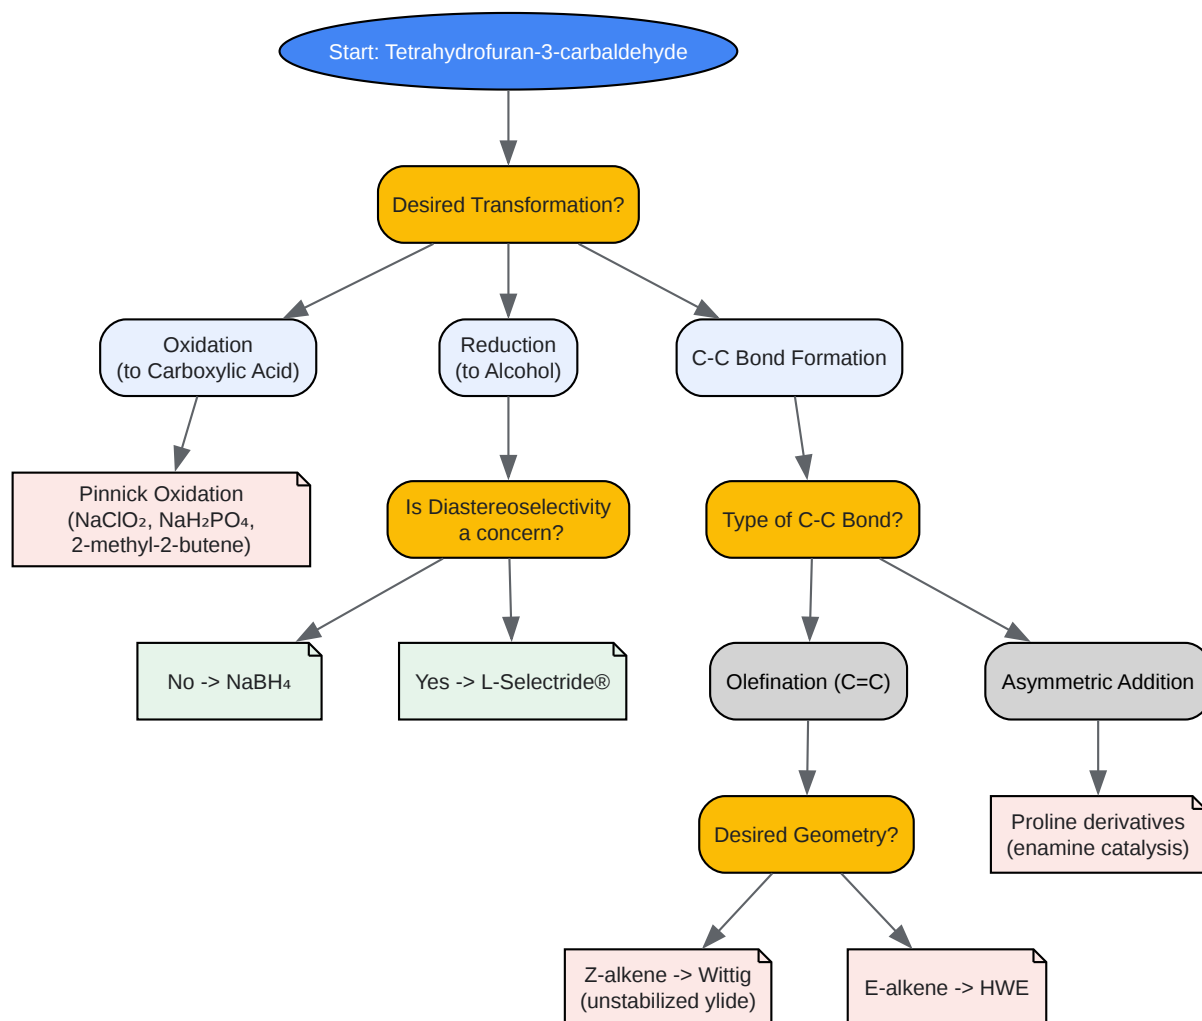 Start: Tetrahydrofuran-3-carbaldehyde
Desired Transformation?
Oxidation
(to Carboxylic Acid)
Reduction
(to Alcohol)
C-C Bond Formation
Pinnick Oxidation
(NaClO₂, NaH₂PO₄,
2-methyl-2-butene)
Is Diastereoselectivity
a concern?
Type of C-C Bond?
No -> NaBH₄
Yes -> L-Selectride®
Olefination (C=C)
Asymmetric Addition
Desired Geometry?
Proline derivatives
(enamine catalysis)
Z-alkene -> Wittig
(unstabilized ylide)
E-alkene -> HWE